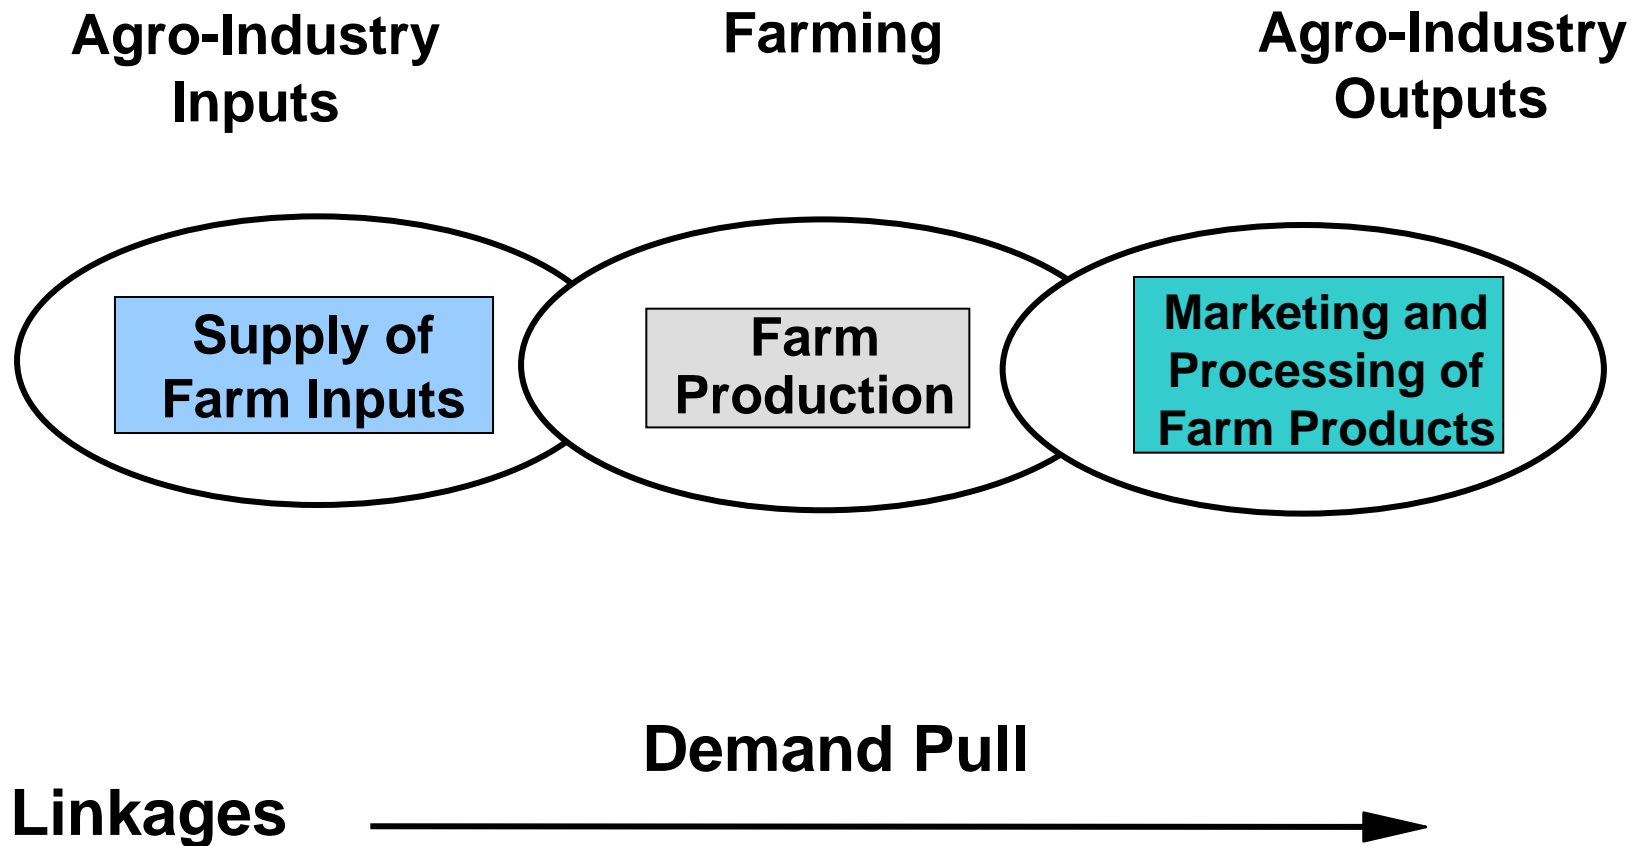 Agro-Industry
Inputs
Farming
Agro-Industry
Outputs
Supply of
Farm Inputs
Farm
Production
Marketing and
Processing of
Farm Products
Demand Pull
Linkages